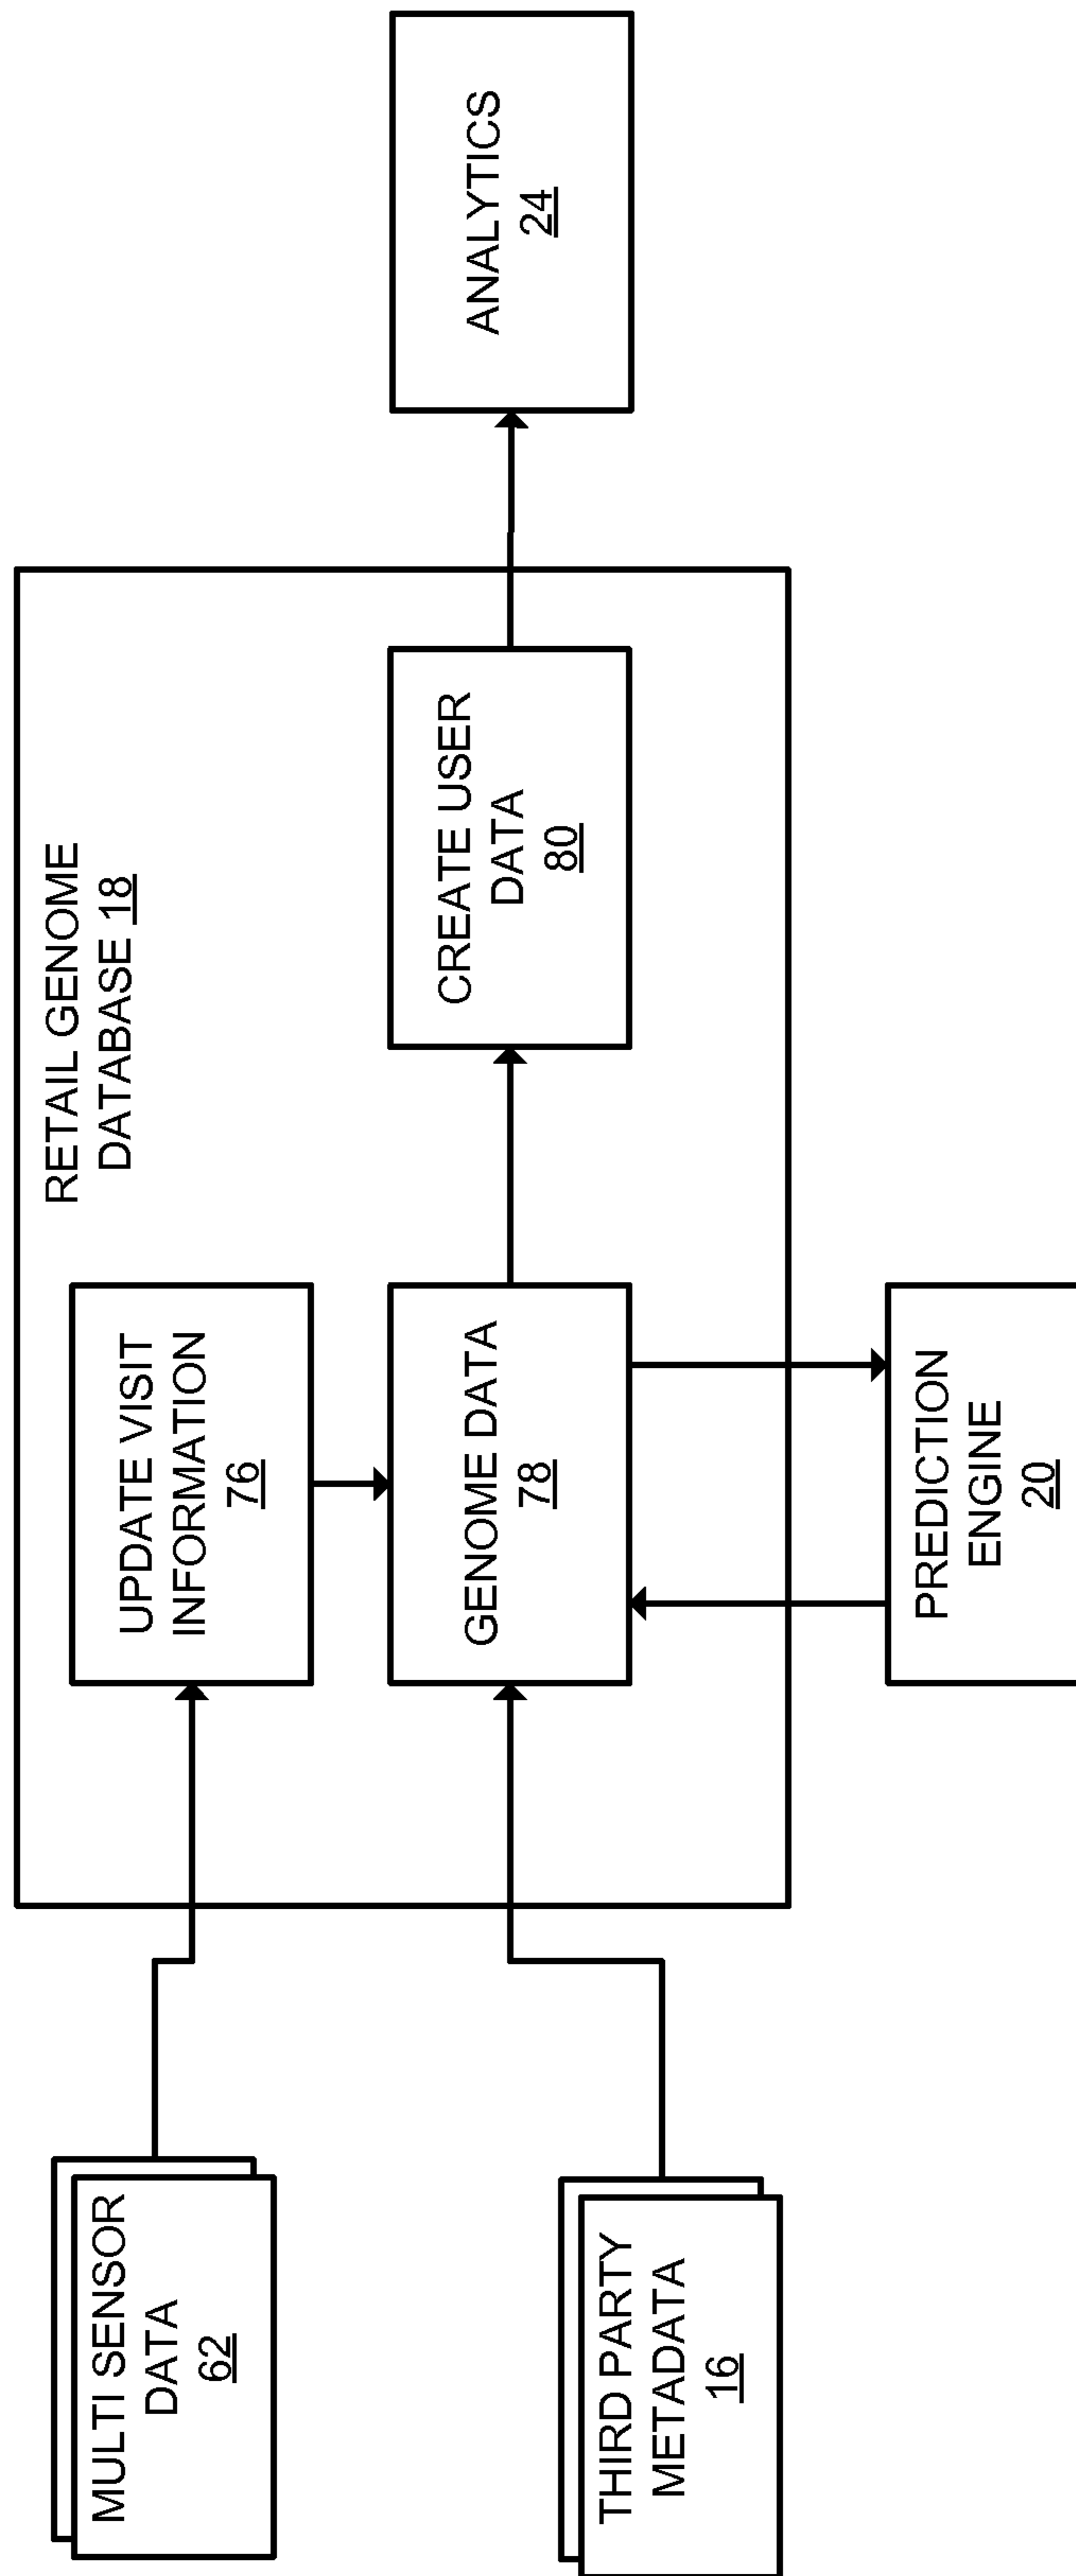 MULTI SENSOR
DATA
62
THIRD PARTY
METADATA
16
RETAIL GENOME
DATABASE 18
UPDATE VISIT
INFORMATION
76
GENOME DATA
78
CREATE USER
DATA
80
PREDICTION
ENGINE
20
ANALYTICS
24